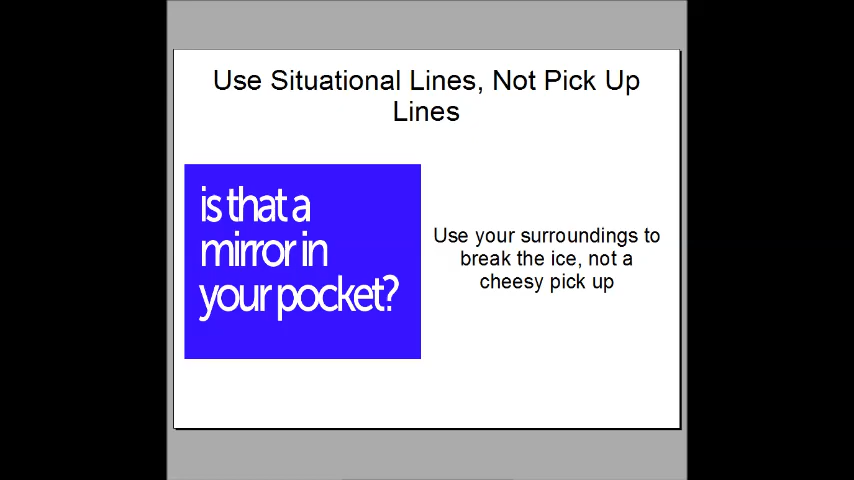 Use Situational Lines, Not Pick Up
Lines
is that a
mirror in
your pocket?
Use your surroundings to
break the ice, not a
cheesy pick up